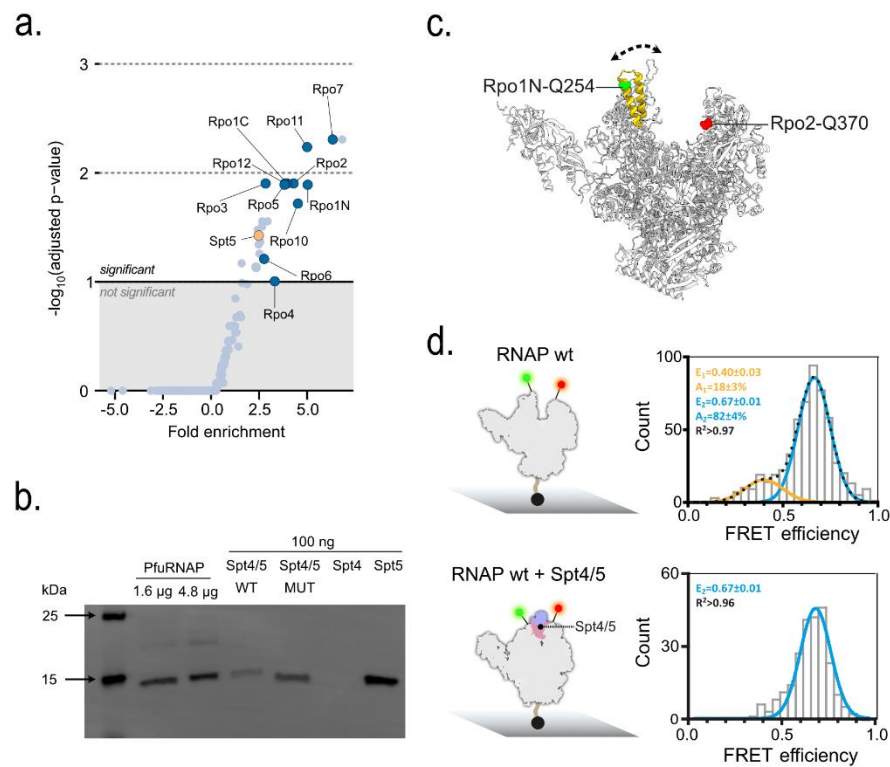 a.
3
2
1
0
-log10(adjusted p-value)
-5.0
-2.5
0.0
2.5
5.0
Fold enrichment
Rpo7
Rpo11
Rpo1C
Rpo12
Rpo2
Rpo3
Rpo5
Rpo1N
Spt5
Rpo10
Rpo6
Rpo4
significant
not significant
b.
100 ng
PfuRNAP
Spt4/5 Spt4/5 Spt4 Spt5
kDa
1.6 µg 4.8 µg
WT MUT
25
15
c.
Rpo1N-Q254
Rpo2-Q370
d.
RNAP wt
100
50
0
Count
E₁=0.40±0.03
A₁=18±3%
E₂=0.67±0.01
A₂=82±4%
R²>0.97
0.0 0.5 1.0
FRET efficiency
RNAP wt + Spt4/5
Spt4/5
60
30
0
Count
E₂=0.67±0.01
R²>0.96
0.0 0.5 1.0
FRET efficiency